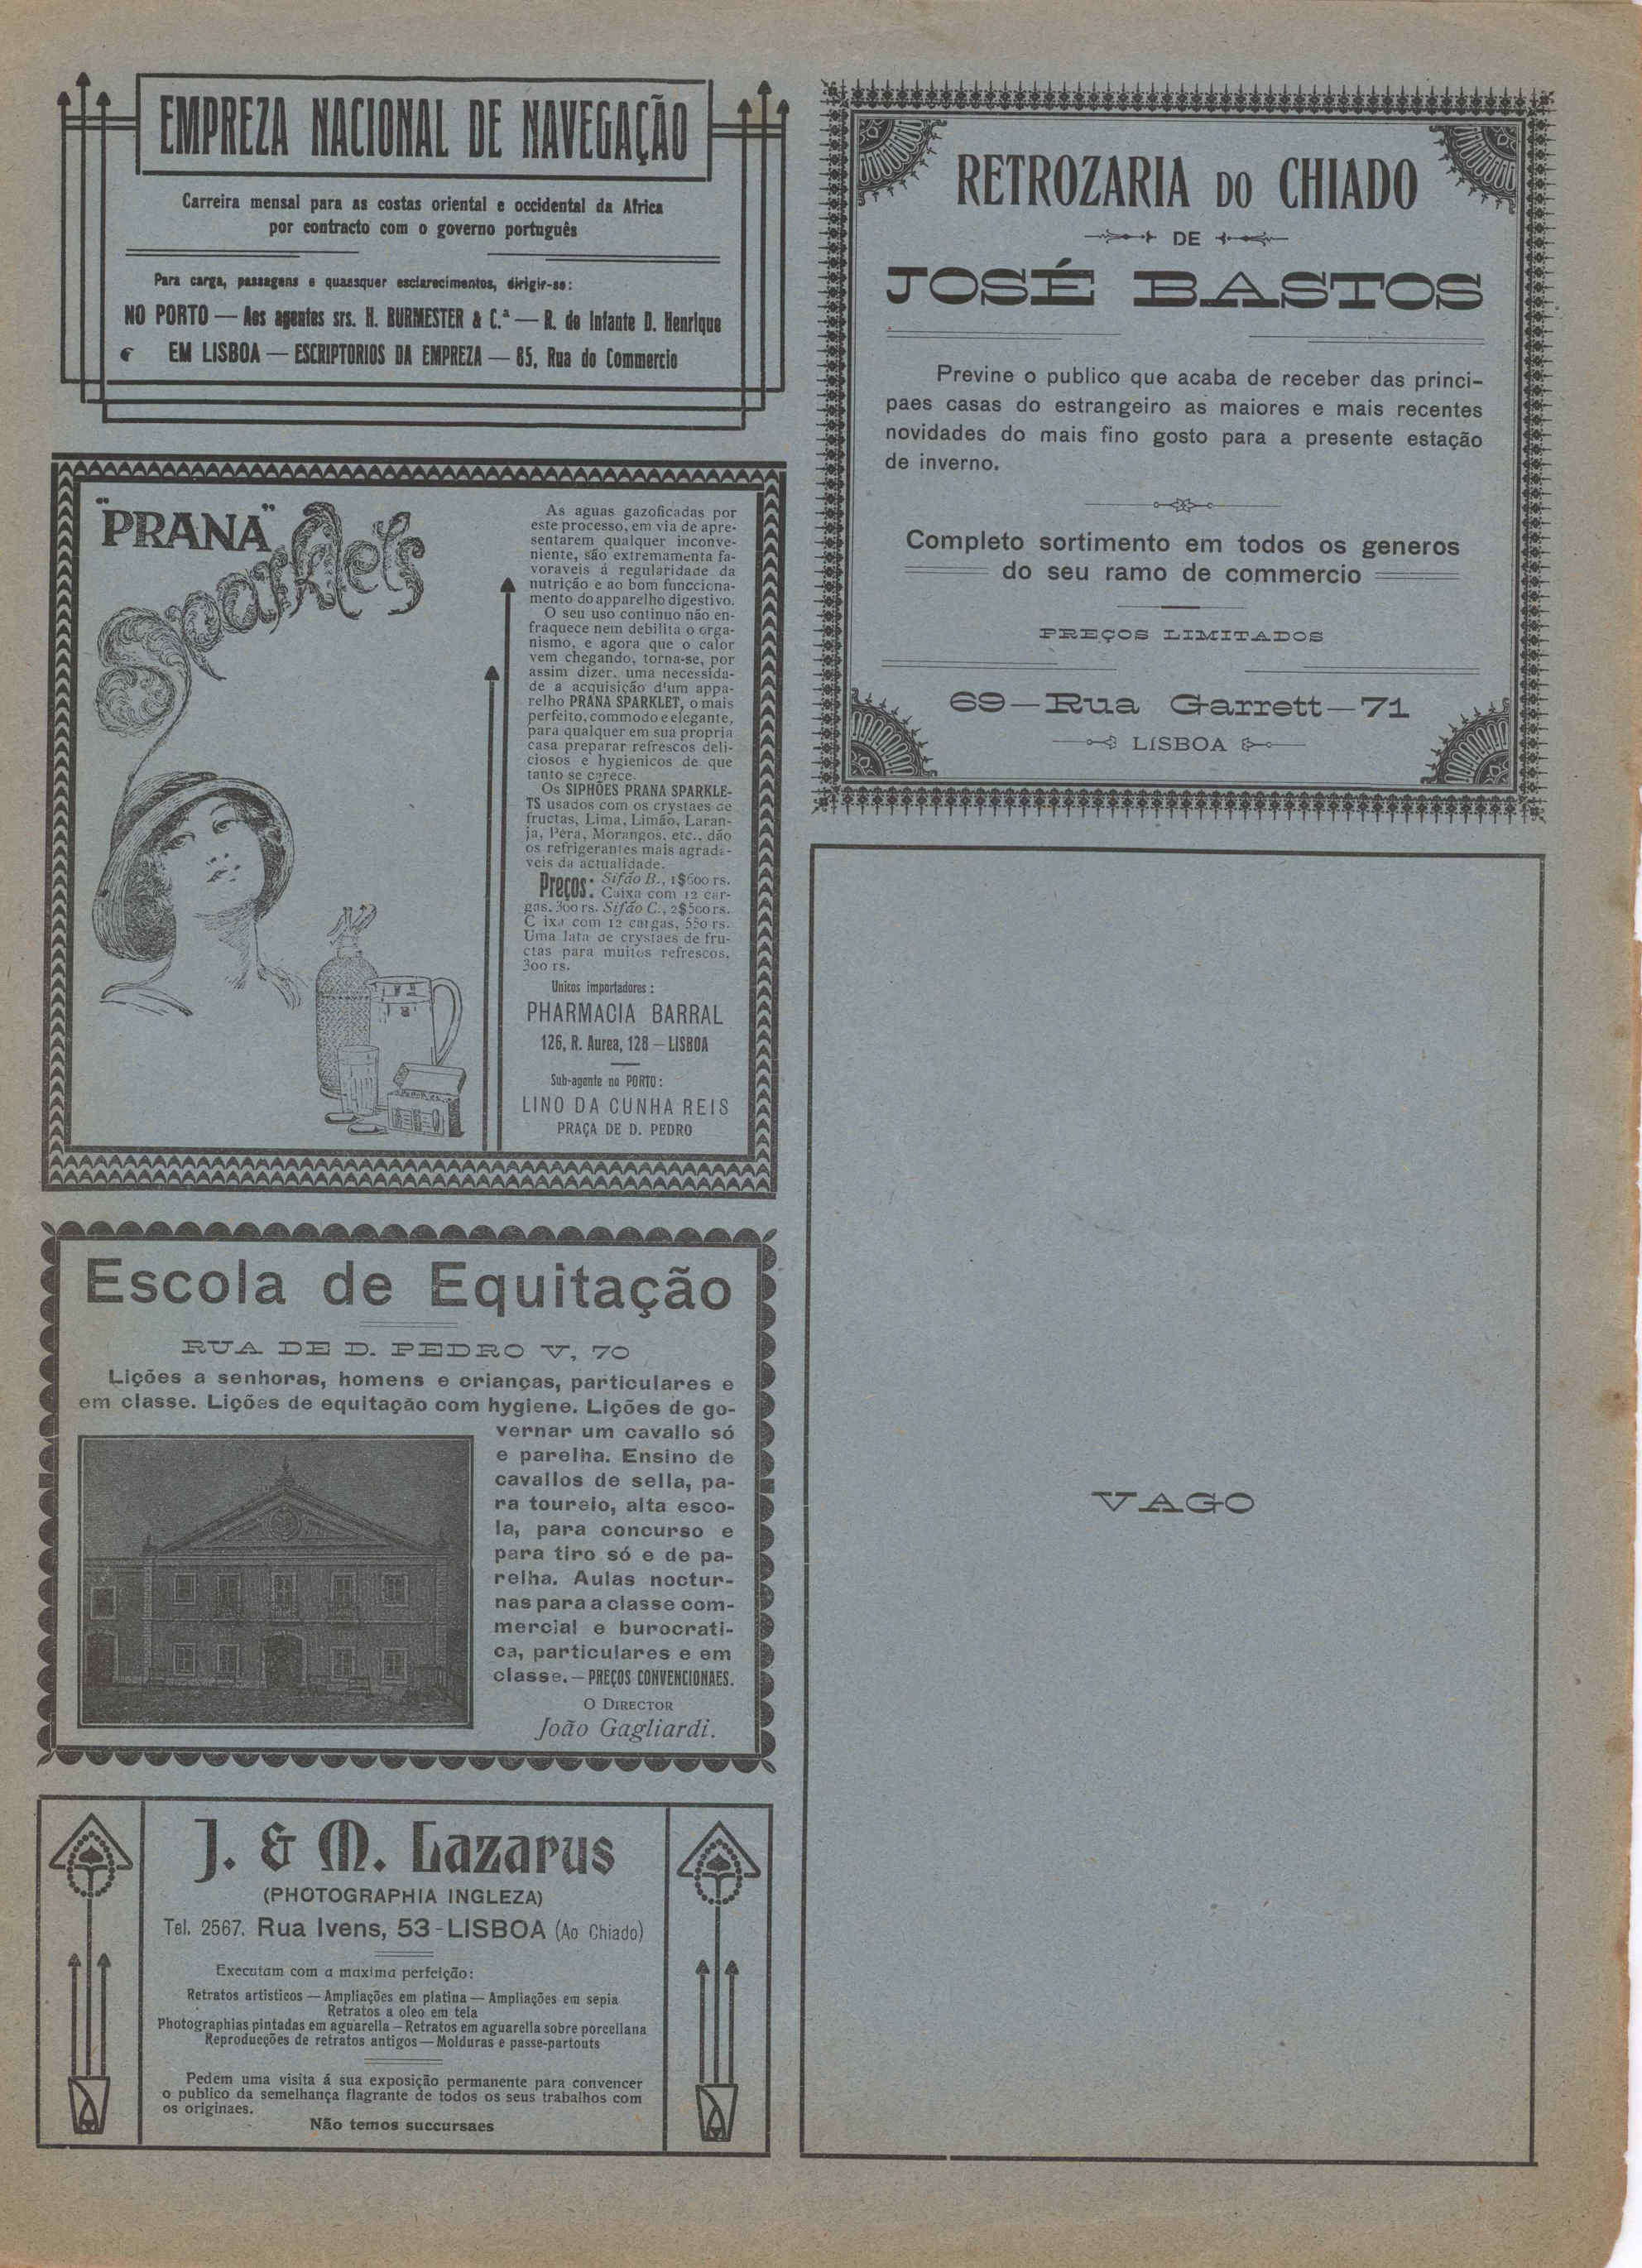 EMPREZA NACIONAL DE NAVEGAÇÃO
Carreira mensal para as costas oriental e occidental da Africa
por contracto com o governo português
Para carga, passagens e quaesquer esclarecimentos, dirigir-se:
NO PORTO — Aos agentes srs. H. BURMESTER & C.ª — R. do Infante D. Henrique
EM LISBOA — ESCRIPTORIOS DA EMPREZA — 85, Rua do Commercio
"PRANA"
Sparklets
As aguas gazoficadas por
este processo, em via de apre-
sentarem qualquer inconve-
niente, são extremamenta fa-
voraveis á regularidade da
nutrição e ao bom funcciona-
mento do apparelho digestivo.
O seu uso continuo não en-
fraquece nem debilita o orga-
nismo, e agora que o calor
vem chegando, torna-se, por
assim dizer, uma necessida-
de a acquisição d'um appa-
relho PRANA SPARKLET, o mais
perfeito, commodo e elegante,
para qualquer em sua propria
casa preparar refrescos deli-
ciosos e hygienicos de que
tanto se carece.
Os SIPHÕES PRANA SPARKLE-
TS usados com os crystaes de
fructas, Lima, Limão, Laran-
ja, Pera, Morangos, etc., dão
os refrigerantes mais agrada-
veis da actualidade.
Preços: Sifão B., 1$600 rs.
Caixa com 12 car-
gas, 360 rs. Sifão C., 2$500 rs.
C ixa com 12 cargas, 550 rs.
Uma lata de crystaes de fru-
ctas para muitos refrescos,
300 rs.
Unicos importadores:
PHARMACIA BARRAL
126, R. Aurea, 128 — LISBOA
Sub-agente no PORTO:
LINO DA CUNHA REIS
PRAÇA DE D. PEDRO
Escola de Equitação
RUA DE D. PEDRO V, 70
Lições a senhoras, homens e crianças, particulares e
em classe. Lições de equitação com hygiene. Lições de go-
vernar um cavallo só
e parelha. Ensino de
cavallos de sella, pa-
ra toureio, alta esco-
la, para concurso e
para tiro só e de pa-
relha. Aulas noctur-
nas para a classe com-
mercial e burocrati-
ca, particulares e em
classe. — PREÇOS CONVENCIONAES.
O DIRECTOR
João Gagliardi.
J. & M. Lazarus
(PHOTOGRAPHIA INGLEZA)
Tel. 2567. Rua Ivens, 53 - LISBOA (Ao Chiado)
Executam com a maxima perfeição:
Retratos artisticos — Ampliações em platina — Ampliações em sepia
Retratos a oleo em tela
Photographias pintadas em aguarella — Retratos em aguarella sobre porcellana
Reproducções de retratos antigos — Molduras e passe-partouts
Pedem uma visita á sua exposição permanente para convencer
o publico da semelhança flagrante de todos os seus trabalhos com
os originaes.
Não temos succursaes
RETROZARIA DO CHIADO
DE
JOSÉ BASTOS
Previne o publico que acaba de receber das princi-
paes casas do estrangeiro as maiores e mais recentes
novidades do mais fino gosto para a presente estação
de inverno.
Completo sortimento em todos os generos
do seu ramo de commercio
PREÇOS LIMITADOS
69 — Rua Garrett — 71
LISBOA
VAGO